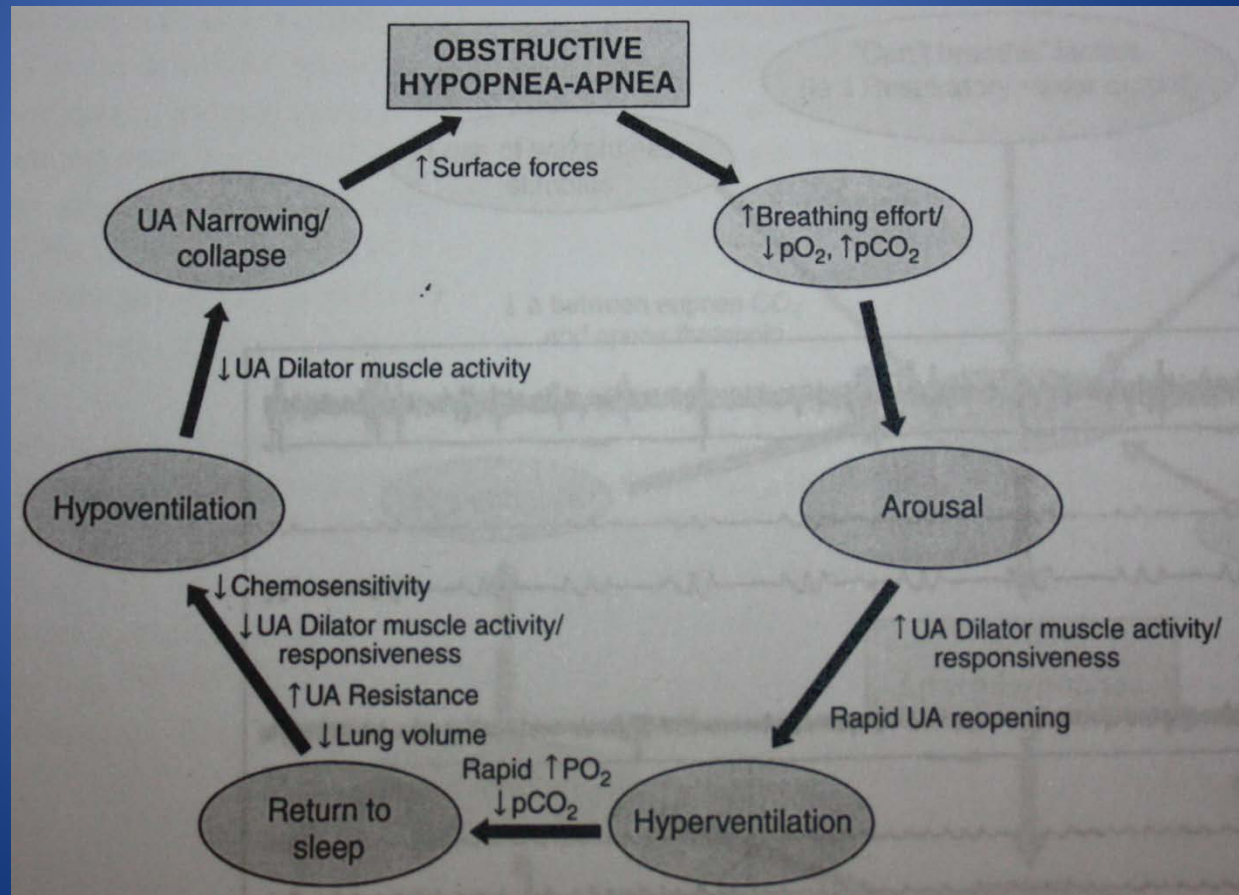 OBSTRUCTIVE
HYPOPNEA-APNEA
↑Surface forces
↑Breathing effort/
↓pO₂, ↑pCO₂
Arousal
↑UA Dilator muscle activity/
responsiveness
Rapid UA reopening
Hyperventilation
Rapid ↑PO₂
↓pCO₂
Return to
sleep
↓Chemosensitivity
↓UA Dilator muscle activity/
responsiveness
↑UA Resistance
↓Lung volume
Hypoventilation
↓UA Dilator muscle activity
UA Narrowing/
collapse